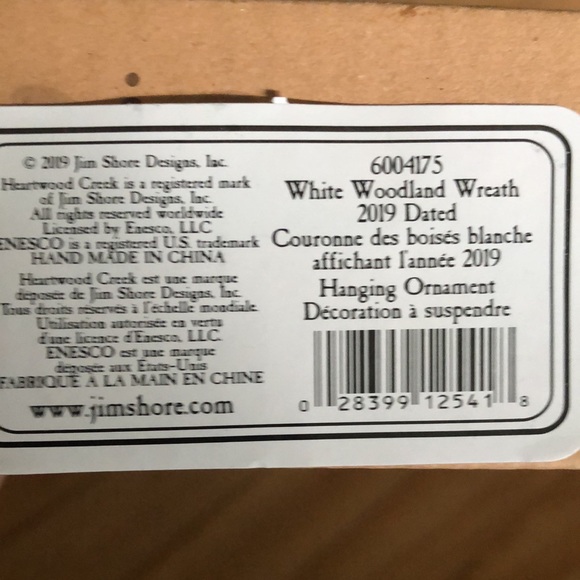 © 2019 Jim Shore Designs, Inc.
Heartwood Creek is a registered mark
of Jim Shore Designs, Inc.
All rights reserved worldwide
Licensed by Enesco, LLC
ENESCO is a registered U.S. trademark
HAND MADE IN CHINA
Heartwood Creek est une marque
déposée de Jim Shore Designs, Inc.
Tous droits réservés à l'échelle mondiale.
Utilisation autorisée en vertu
d'une licence d'Enesco, LLC.
ENESCO est une marque
déposée aux États-Unis
FABRIQUÉ À LA MAIN EN CHINE
www.jimshore.com
6004175
White Woodland Wreath
2019 Dated
Couronne des boisés blanche
affichant l'année 2019
Hanging Ornament
Décoration à suspendre
0 28399 12541 8